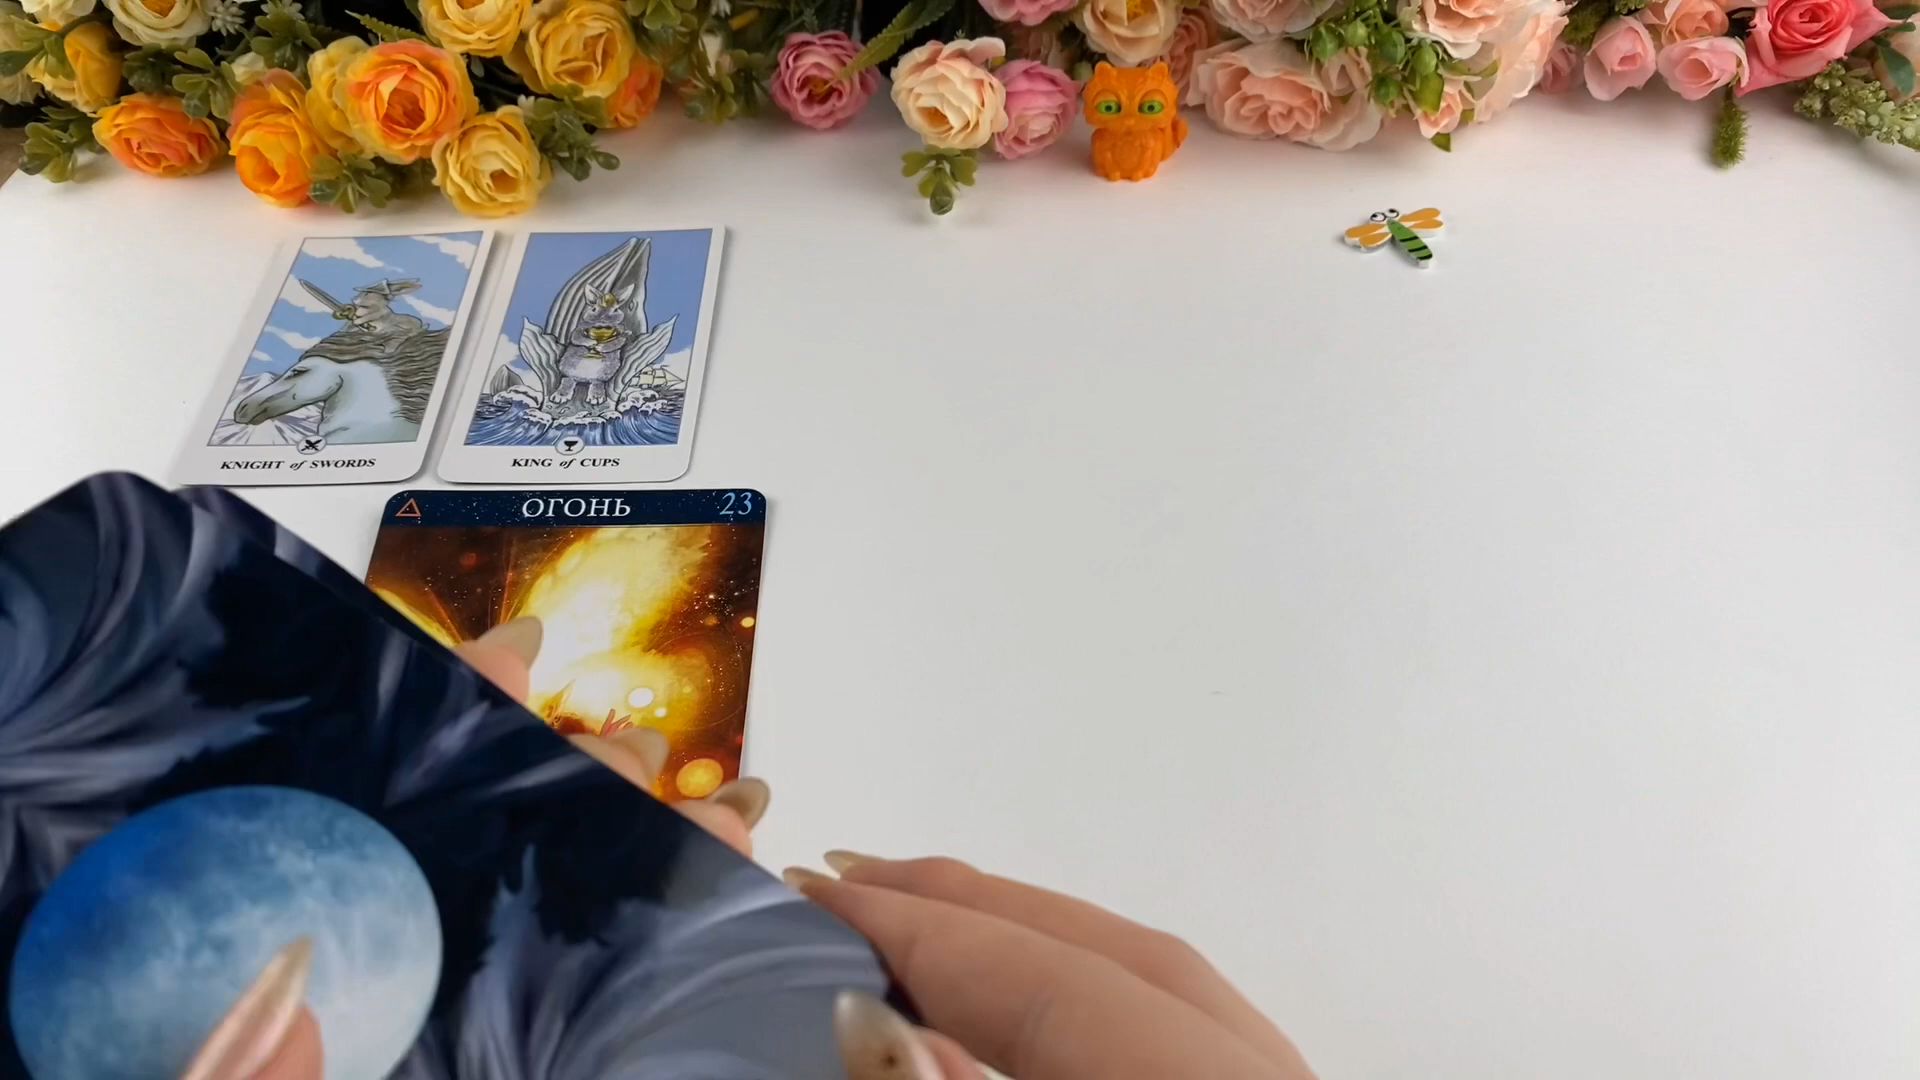 KNIGHT of SWORDS
KING of CUPS
ОГОНЬ 23